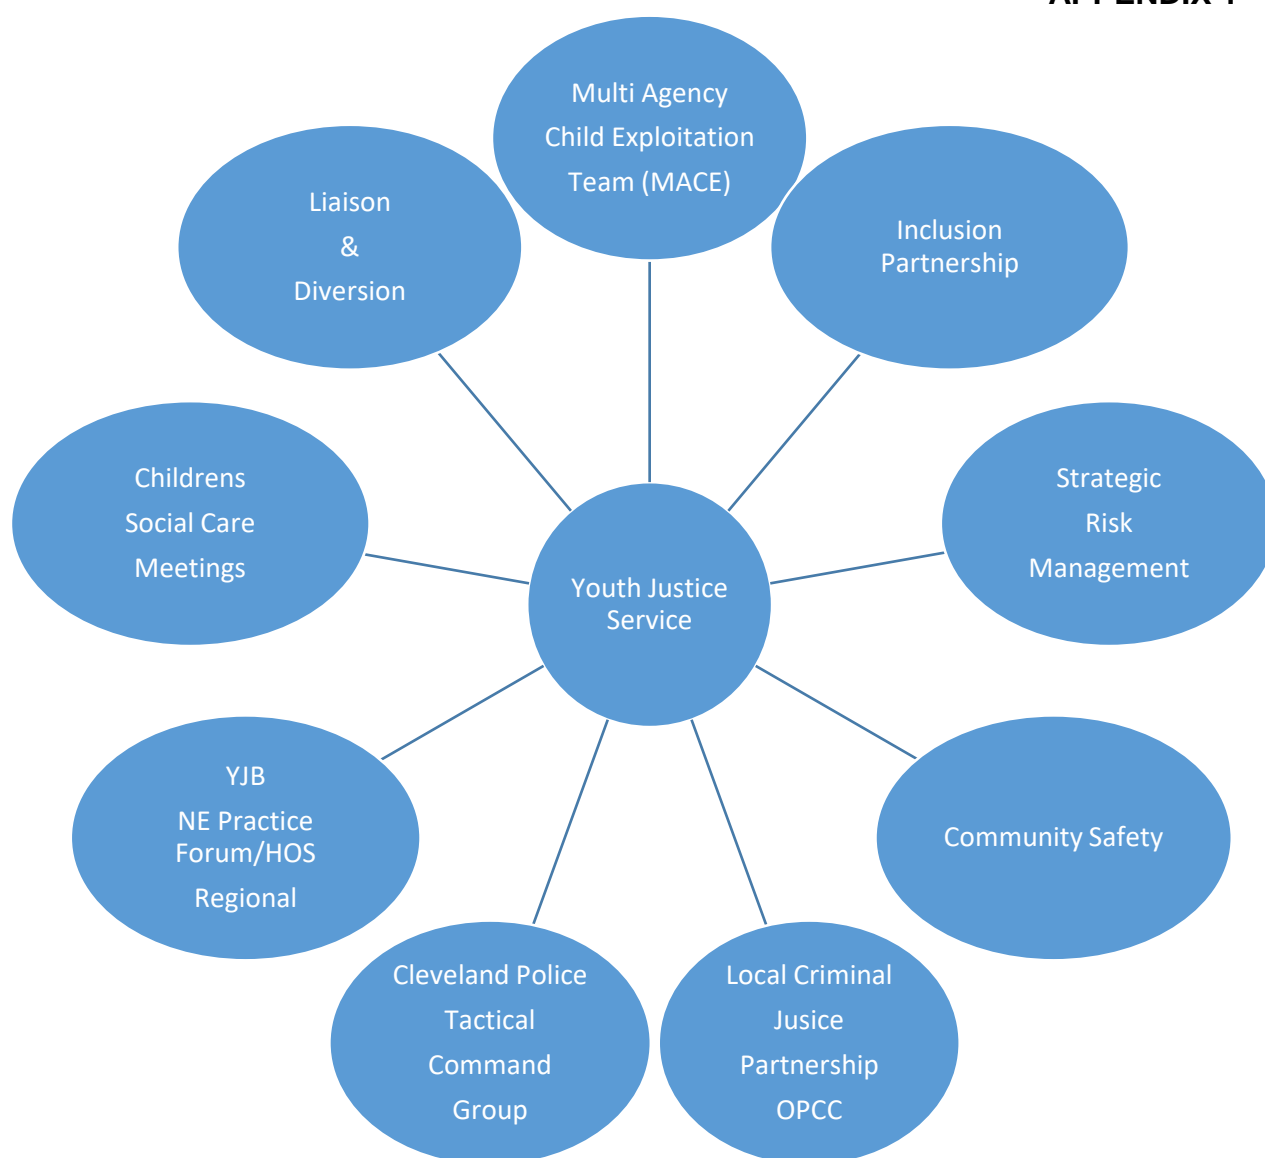 APPENDIX 1
Multi Agency
Child Exploitation
Team (MACE)
Inclusion
Partnership
Strategic
Risk
Management
Community Safety
Local Criminal
Jusice
Partnership
OPCC
Cleveland Police
Tactical
Command
Group
YJB
NE Practice
Forum/HOS
Regional
Childrens
Social Care
Meetings
Liaison
&
Diversion
Youth Justice
Service